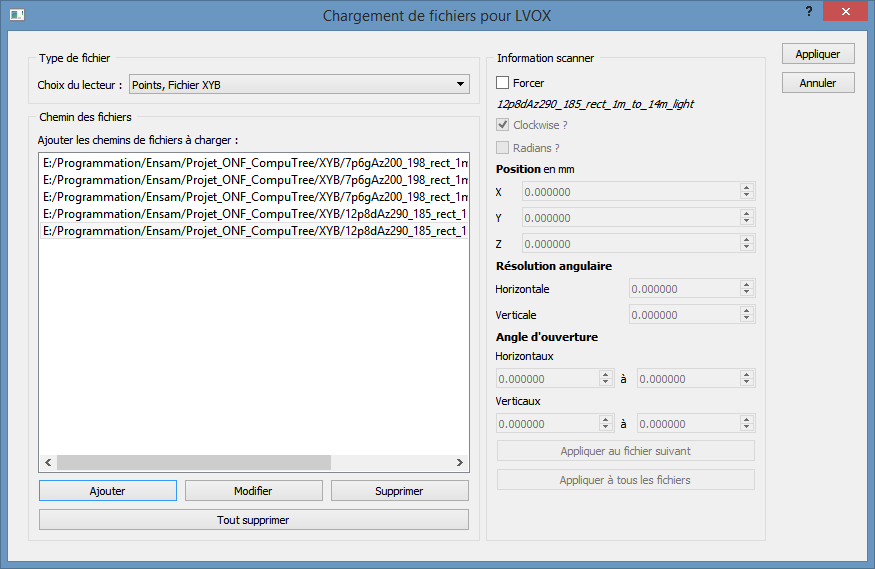 Chargement de fichiers pour LVOX
?
Type de fichier
Choix du lecteur : Points, Fichier XYB
Chemin des fichiers
Ajouter les chemins de fichiers à charger :
E:/Programmation/Ensam/Projet_ONF_CompuTree/XYB/7p6gAz200_198_rect_1m
E:/Programmation/Ensam/Projet_ONF_CompuTree/XYB/7p6gAz200_198_rect_1m
E:/Programmation/Ensam/Projet_ONF_CompuTree/XYB/7p6gAz200_198_rect_1m
E:/Programmation/Ensam/Projet_ONF_CompuTree/XYB/12p8dAz290_185_rect_1
E:/Programmation/Ensam/Projet_ONF_CompuTree/XYB/12p8dAz290_185_rect_1
Ajouter Modifier Supprimer
Tout supprimer
Information scanner
Forcer
12p8dAz290_185_rect_1m_to_14m_light
Clockwise ?
Radians ?
Position en mm
X 0.000000
Y 0.000000
Z 0.000000
Résolution angulaire
Horizontale 0.000000
Verticale 0.000000
Angle d'ouverture
Horizontaux
0.000000 à 0.000000
Verticaux
0.000000 à 0.000000
Appliquer au fichier suivant
Appliquer à tous les fichiers
Appliquer
Annuler